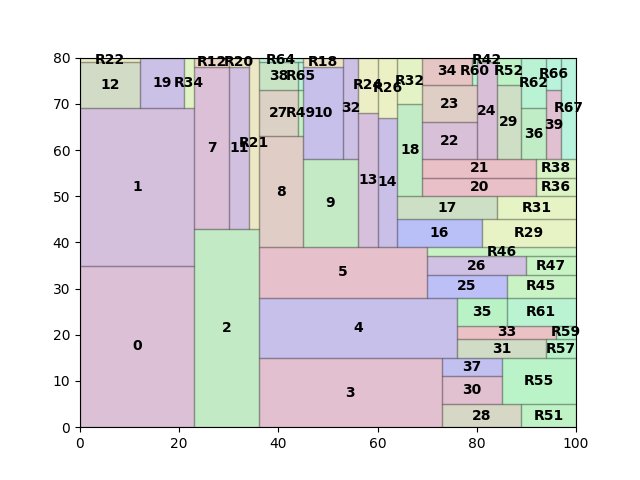 R22 R12 R20 R64 R18 R42
80 12 19 R34 38 R65 R24 R26 R32 34 R60 R52 R62 R66
70 27 R49 10 32 23 24 29 36 39 R67
60 7 11 R21 18 22
1 8 9 13 14 21 R38
50 20 R36
17 R31
40 16 R29
R46
5 26 R47
30 25 R45
2 4 35 R61
20 0 33 R59
31 R57
37
10 3 30 R55
28 R51
0
0 20 40 60 80 100